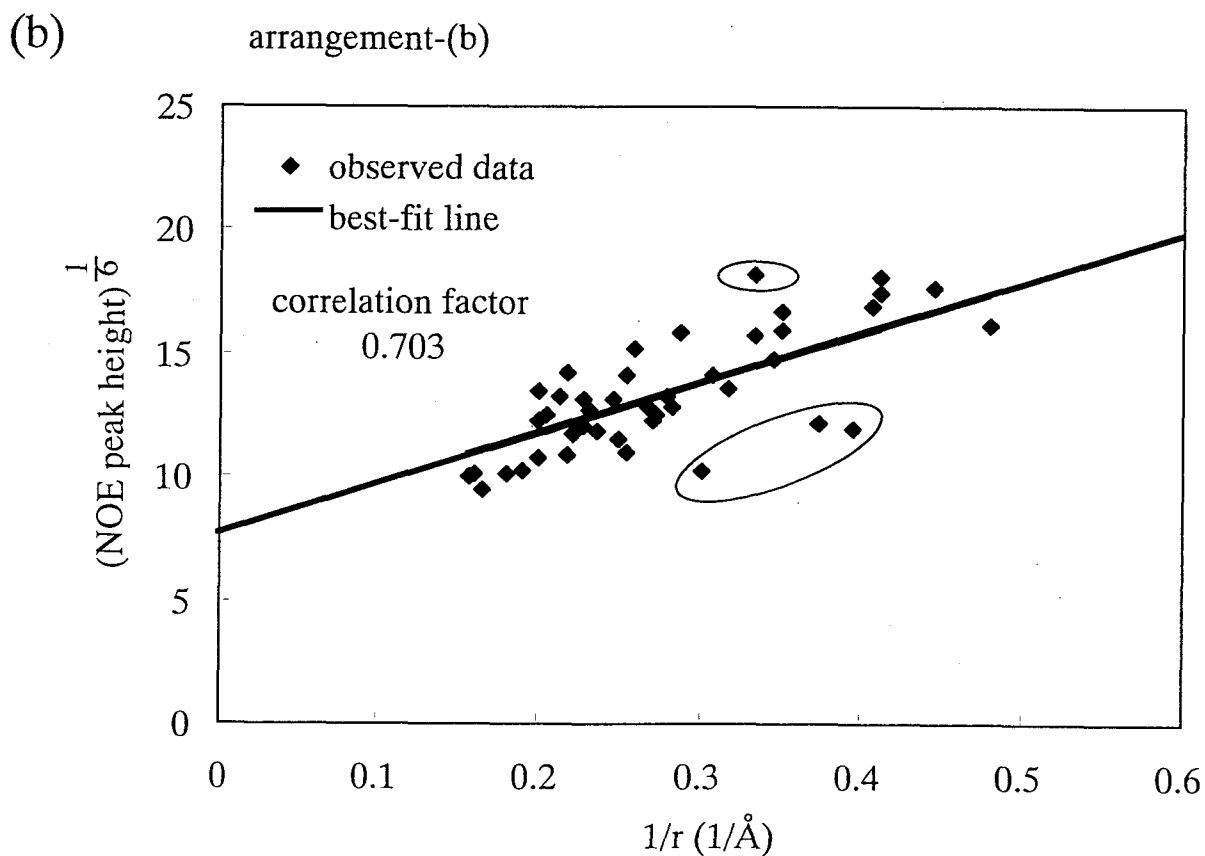 (b)
arrangement-(b)
25
20
15
10
5
0
(NOE peak height)^1/6
observed data
best-fit line
correlation factor
0.703
0 0.1 0.2 0.3 0.4 0.5 0.6
1/r (1/Å)